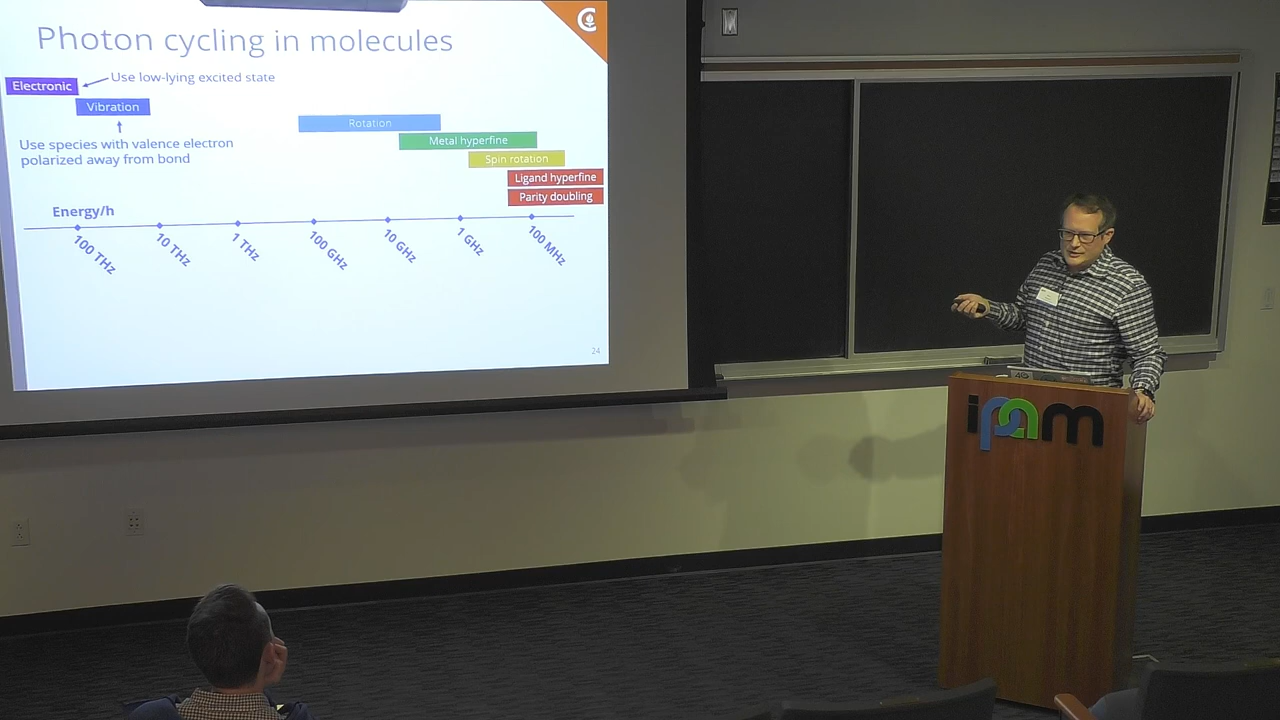 Photon cycling in molecules
Electronic
Use low-lying excited state
Vibration
Use species with valence electron
polarized away from bond
Rotation
Metal hyperfine
Spin rotation
Ligand hyperfine
Parity doubling
Energy/h
100 THz
10 THz
1 THz
100 GHz
10 GHz
1 GHz
100 MHz
24
ipam